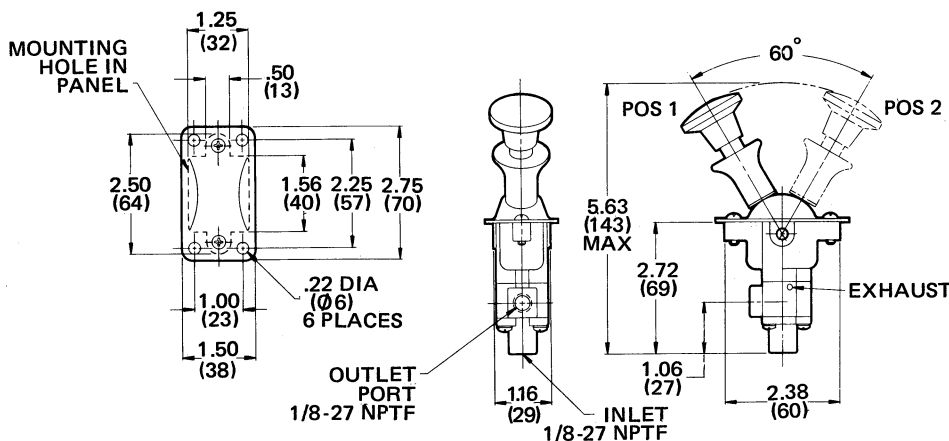 1.25
(32)
MOUNTING
HOLE IN
PANEL
.50
(13)
2.50
(64)
1.56
(40)
2.25
(57)
2.75
(70)
.22 DIA
(Ø6)
6 PLACES
1.00
(23)
1.50
(38)
OUTLET
PORT
1/8-27 NPTF
1.16
(29)
INLET
1/8-27 NPTF
60°
POS 1
POS 2
5.63
(143)
MAX
2.72
(69)
EXHAUST
1.06
(27)
2.38
(60)